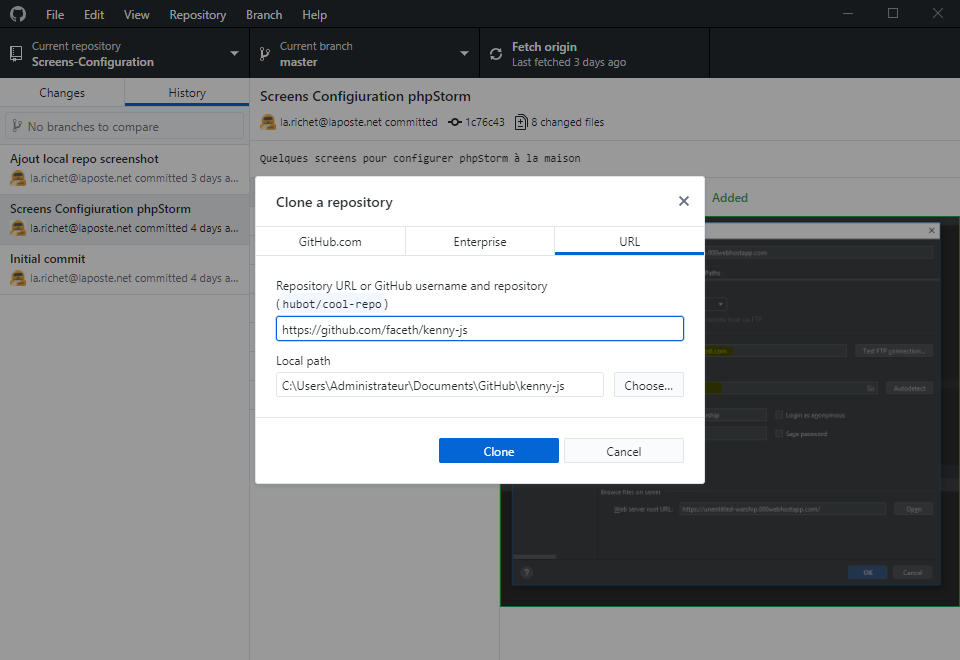 File Edit View Repository Branch Help
Current repository
Screens-Configuration
Current branch
master
Fetch origin
Last fetched 3 days ago
Changes History
No branches to compare
Ajout local repo screenshot
la.richet@laposte.net committed 3 days a...
Screens Configiuration phpStorm
la.richet@laposte.net committed 4 days a...
Initial commit
la.richet@laposte.net committed 4 days a...
Screens Configiuration phpStorm
la.richet@laposte.net committed 1c76c43 8 changed files
Quelques screens pour configurer phpStorm à la maison
Added
Clone a repository
GitHub.com Enterprise URL
Repository URL or GitHub username and repository
(hubot/cool-repo)
https://github.com/faceth/kenny-js
Local path
C:\Users\Administrateur\Documents\GitHub\kenny-js Choose...
Clone Cancel
.000webhostapp.com
Paths
Test FTP connection...
Autodetect
Login as anonymous
Save password
Browse files on server
Web server root URL: https://unentitled-warship.000webhostapp.com/ Open
? OK Cancel